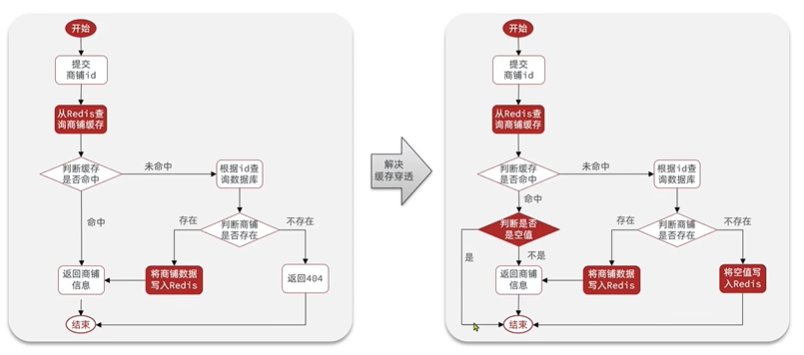 开始
提交
商铺id
从Redis查
询商铺缓存
判断缓存
是否命中
未命中
根据id查
询数据库
命中
存在
判断商铺
是否存在
不存在
返回商铺
信息
将商铺数据
写入Redis
返回404
结束
解决
缓存穿透
开始
提交
商铺id
从Redis查
询商铺缓存
判断缓存
是否命中
未命中
根据id查
询数据库
命中
判断是否
是空值
存在
判断商铺
是否存在
不存在
是
不是
返回商铺
信息
将商铺数据
写入Redis
将空值写
入Redis
结束